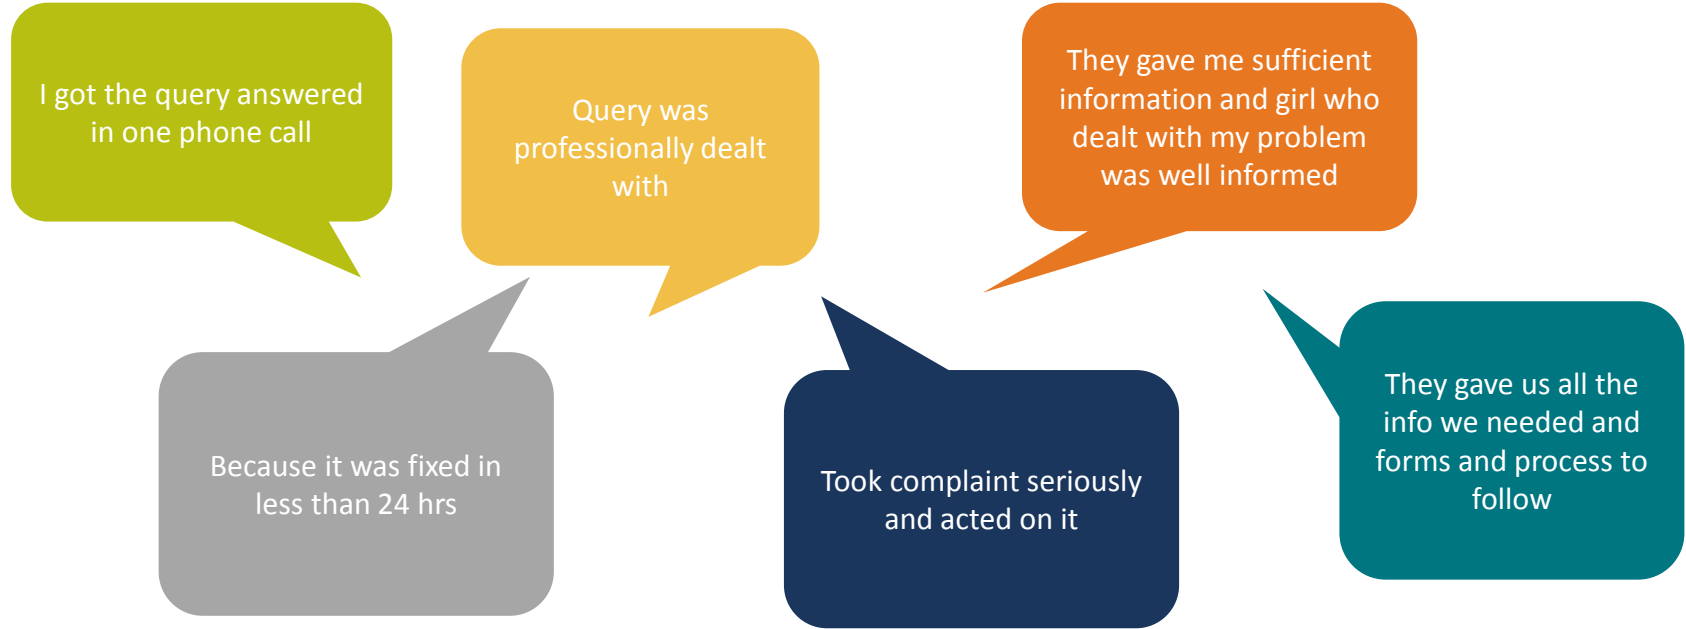 I got the query answered
in one phone call
Query was
professionally dealt
with
They gave me sufficient
information and girl who
dealt with my problem
was well informed
Because it was fixed in
less than 24 hrs
Took complaint seriously
and acted on it
They gave us all the
info we needed and
forms and process to
follow